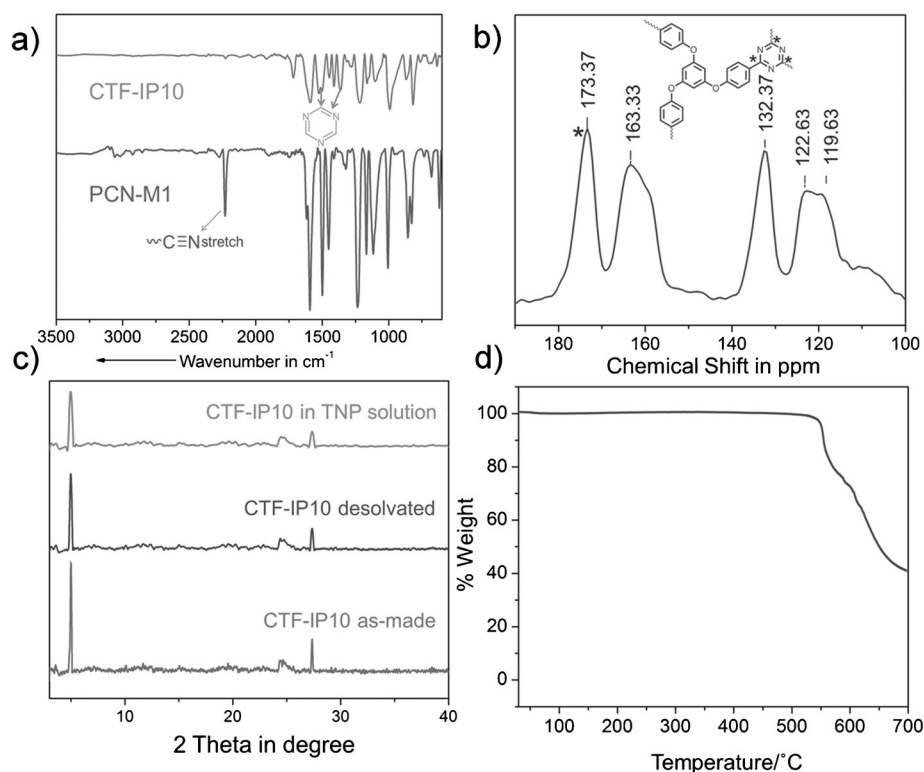 a)
CTF-IP10
N
N
N
PCN-M1
C≡N stretch
3500 3000 2500 2000 1500 1000
Wavenumber in cm⁻¹
b)
173.37
163.33
132.37
122.63
119.63
*
O
O
O
N
N
N
*
*
*
180 160 140 120 100
Chemical Shift in ppm
c)
CTF-IP10 in TNP solution
CTF-IP10 desolvated
CTF-IP10 as-made
10 20 30 40
2 Theta in degree
d)
% Weight
100
80
60
40
20
0
100 200 300 400 500 600 700
Temperature/˚C